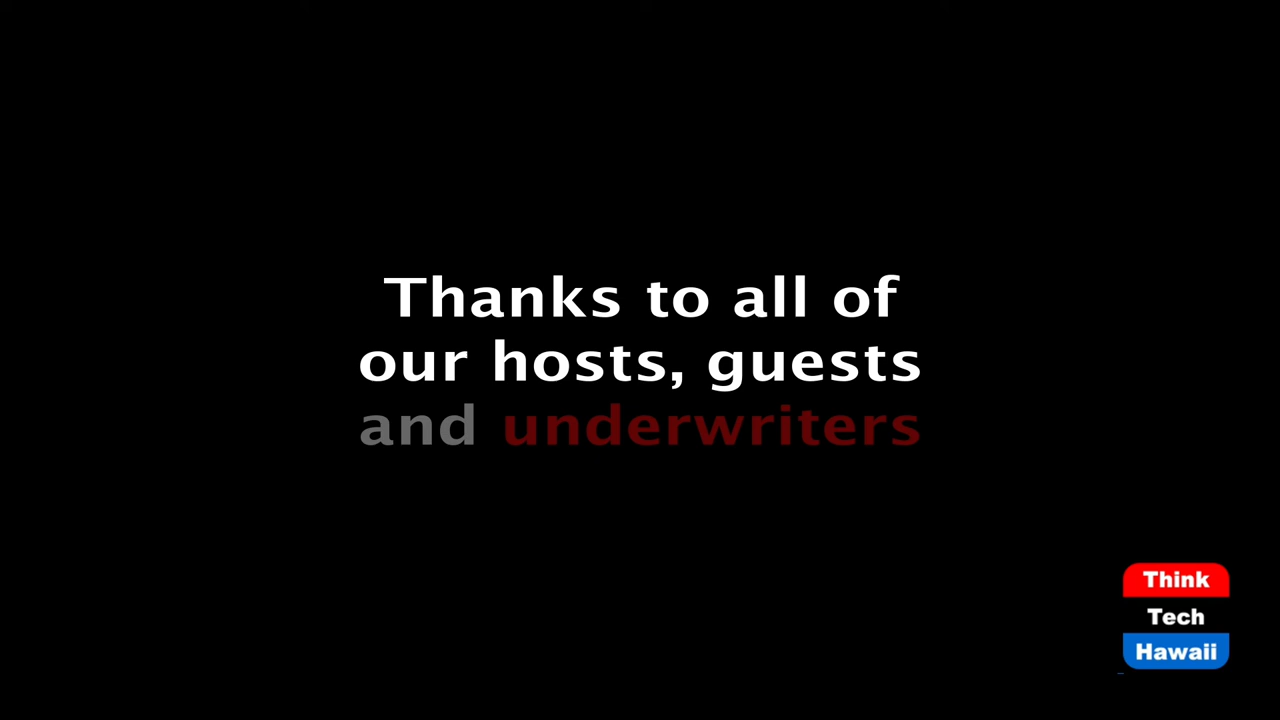 Thanks to all of
our hosts, guests
and underwriters
Think
Tech
Hawaii